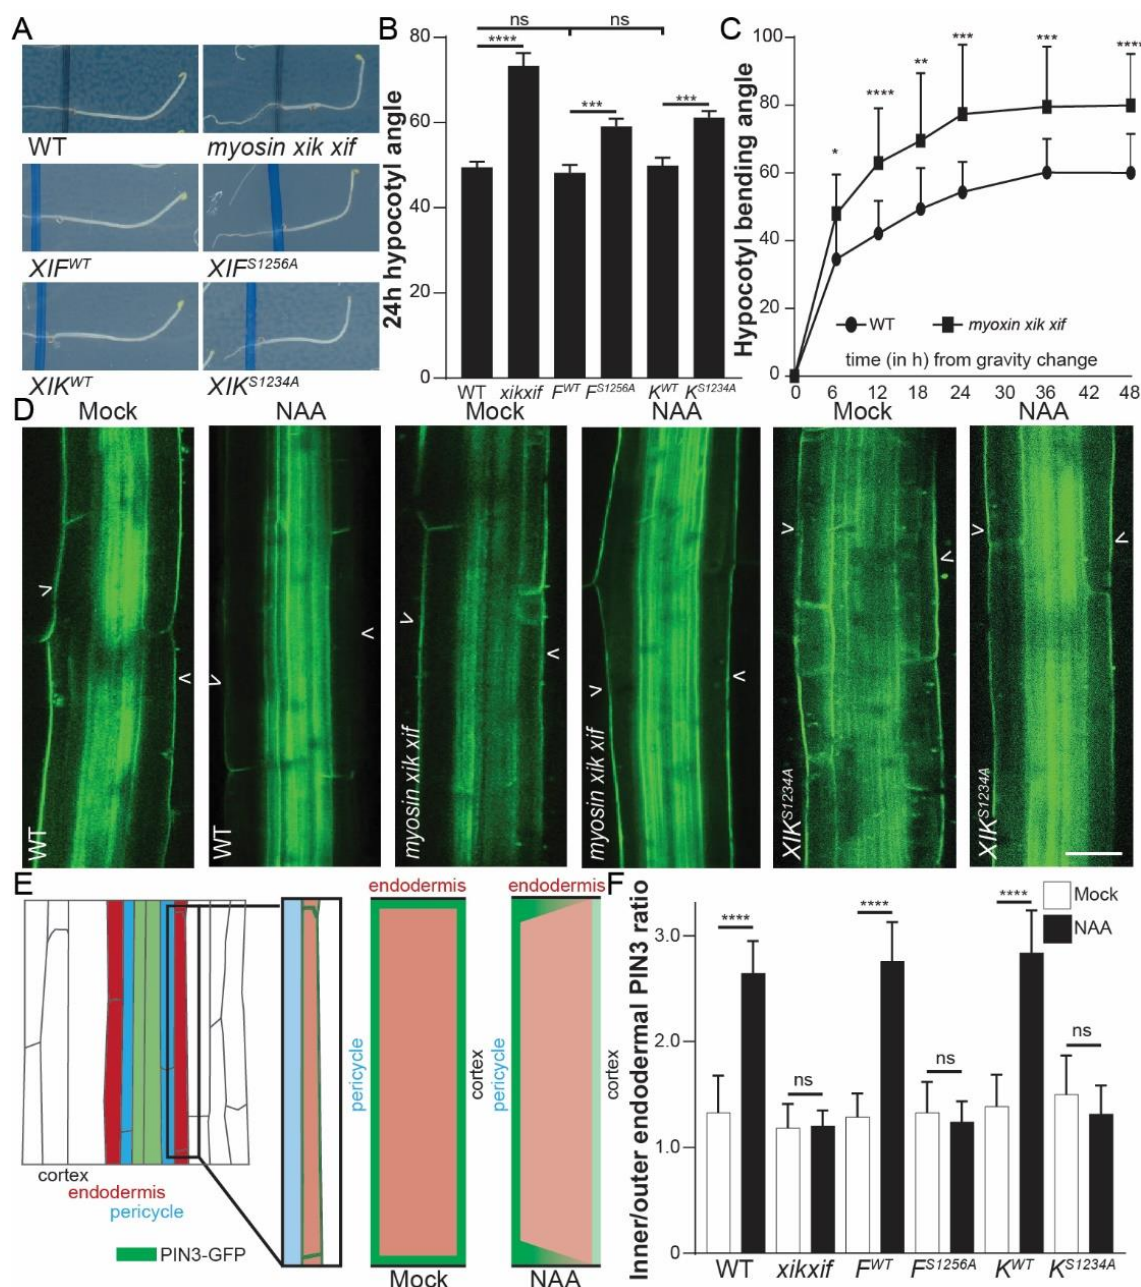 A
WT
myosin xik xif
XIF^WT
XIF^S1256A
XIK^WT
XIK^S1234A
B
ns
ns
****
***
***
24h hypocotyl angle
80
60
40
20
0
WT xikxif F^WT F^S1256A K^WT K^S1234A
C
Hypocotyl bending angle
100
80
60
40
20
0
*
****
**
***
***
****
WT
myoxin xik xif
time (in h) from gravity change
0 6 12 18 24 30 36 42 48
D
Mock NAA Mock NAA Mock NAA
WT
WT
myosin xik xif
myosin xik xif
XIK^S1234A
XIK^S1234A
E
cortex
endodermis
pericycle
PIN3-GFP
endodermis
pericycle
cortex
Mock
endodermis
pericycle
cortex
NAA
F
Inner/outer endodermal PIN3 ratio
3.0
2.0
1.0
0
Mock
NAA
****
ns
****
ns
****
ns
WT xikxif F^WT F^S1256A K^WT K^S1234A